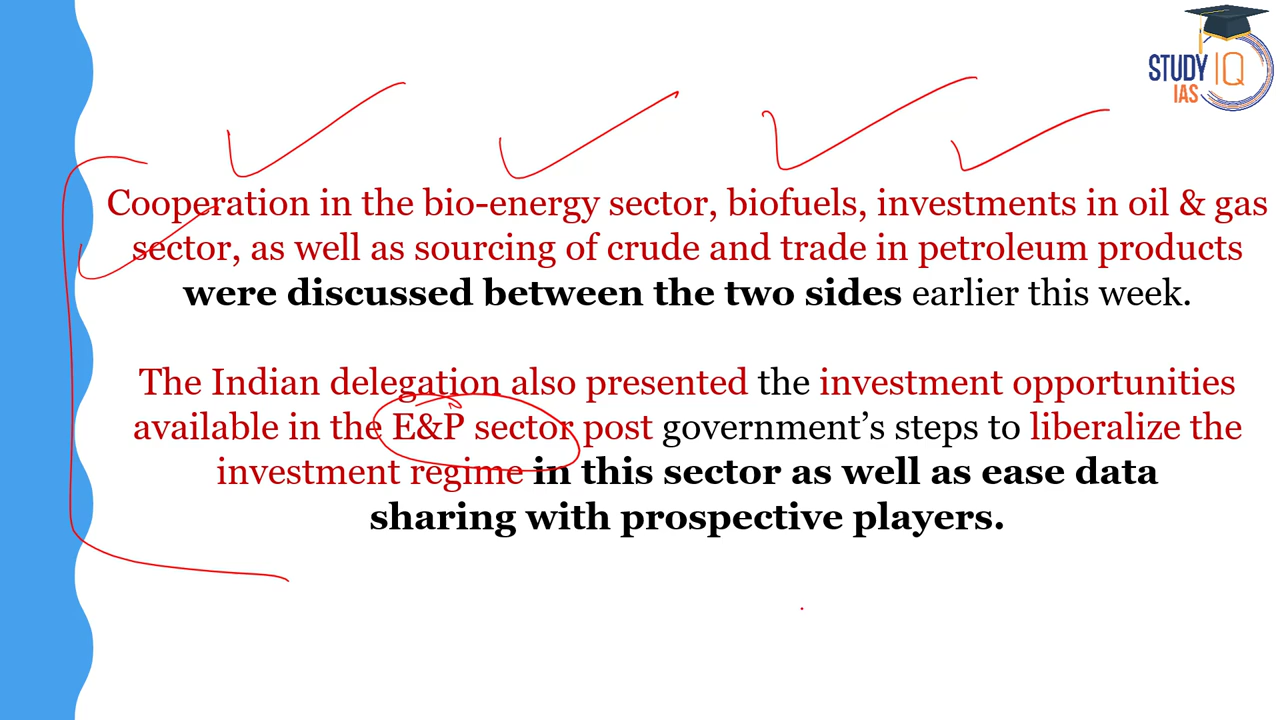 STUDY IQ
IAS
Cooperation in the bio-energy sector, biofuels, investments in oil & gas
sector, as well as sourcing of crude and trade in petroleum products
were discussed between the two sides earlier this week.
The Indian delegation also presented the investment opportunities
available in the E&P sector post government’s steps to liberalize the
investment regime in this sector as well as ease data
sharing with prospective players.